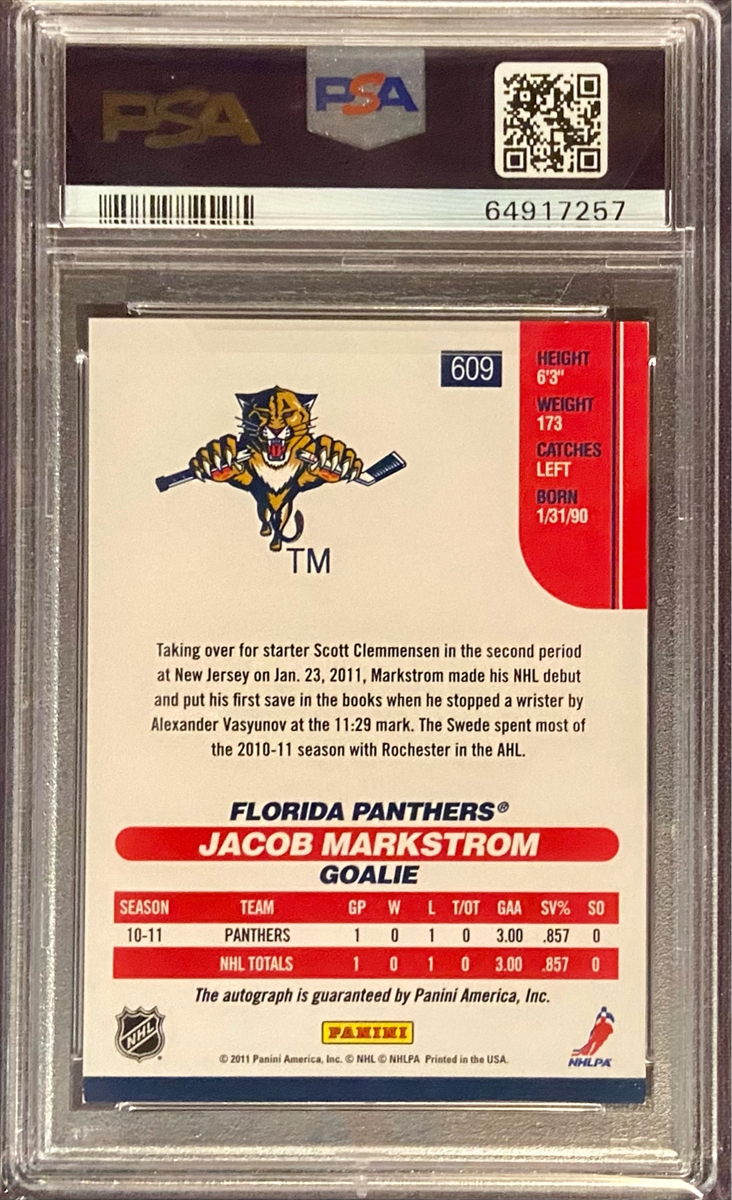 PSA
PSA
64917257
609
HEIGHT
6'3"
WEIGHT
173
CATCHES
LEFT
BORN
1/31/90
TM
Taking over for starter Scott Clemmensen in the second period
at New Jersey on Jan. 23, 2011, Markstrom made his NHL debut
and put his first save in the books when he stopped a wrister by
Alexander Vasyunov at the 11:29 mark. The Swede spent most of
the 2010-11 season with Rochester in the AHL.
FLORIDA PANTHERS®
JACOB MARKSTROM
GOALIE
SEASON TEAM GP W L T/OT GAA SV% SO
10-11 PANTHERS 1 0 1 0 3.00 .857 0
NHL TOTALS 1 0 1 0 3.00 .857 0
The autograph is guaranteed by Panini America, Inc.
NHL
PANINI
NHLPA
© 2011 Panini America, Inc. © NHL © NHLPA Printed in the USA.